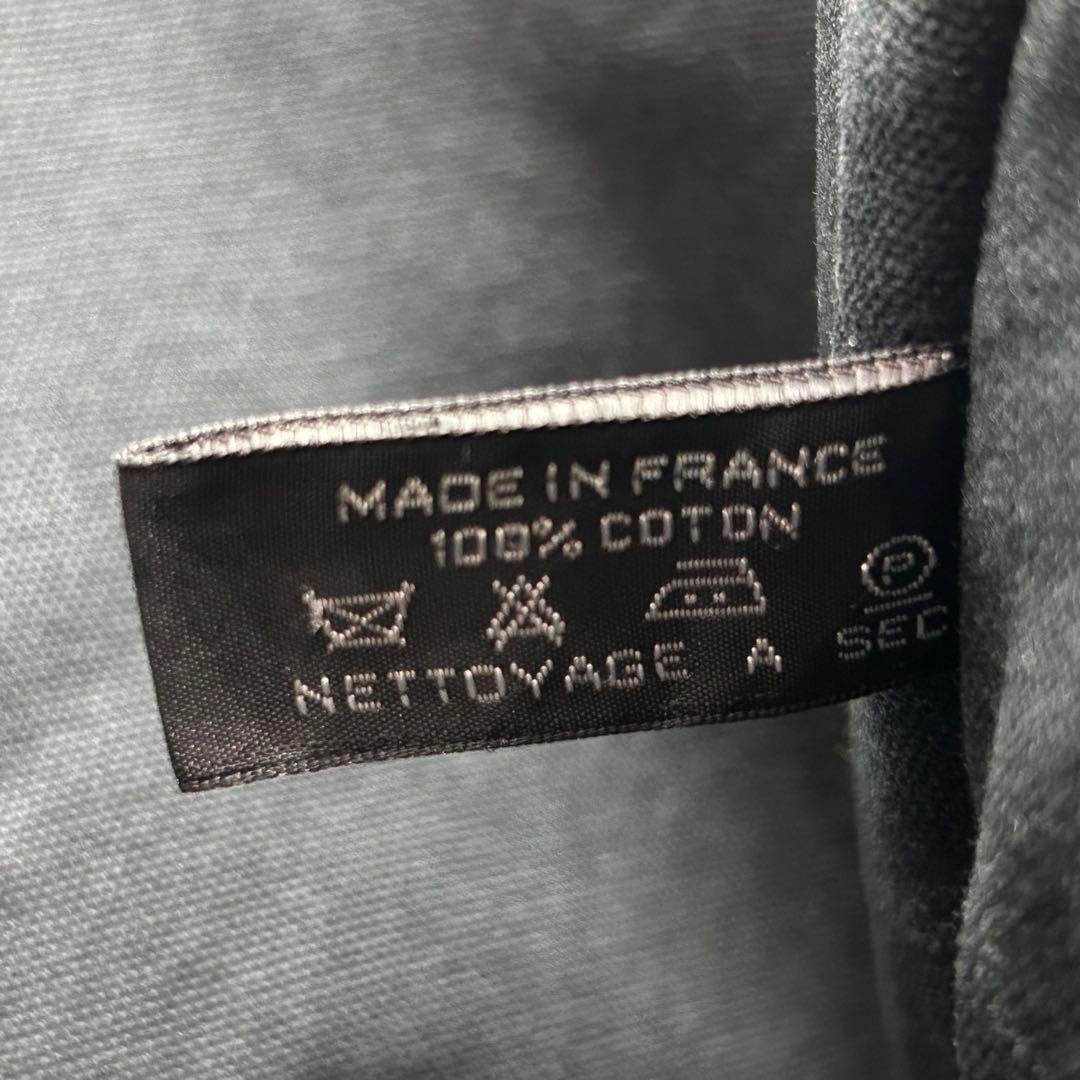 MADE IN FRANCE
100% COTON
P
NETTOYAGE A SEC